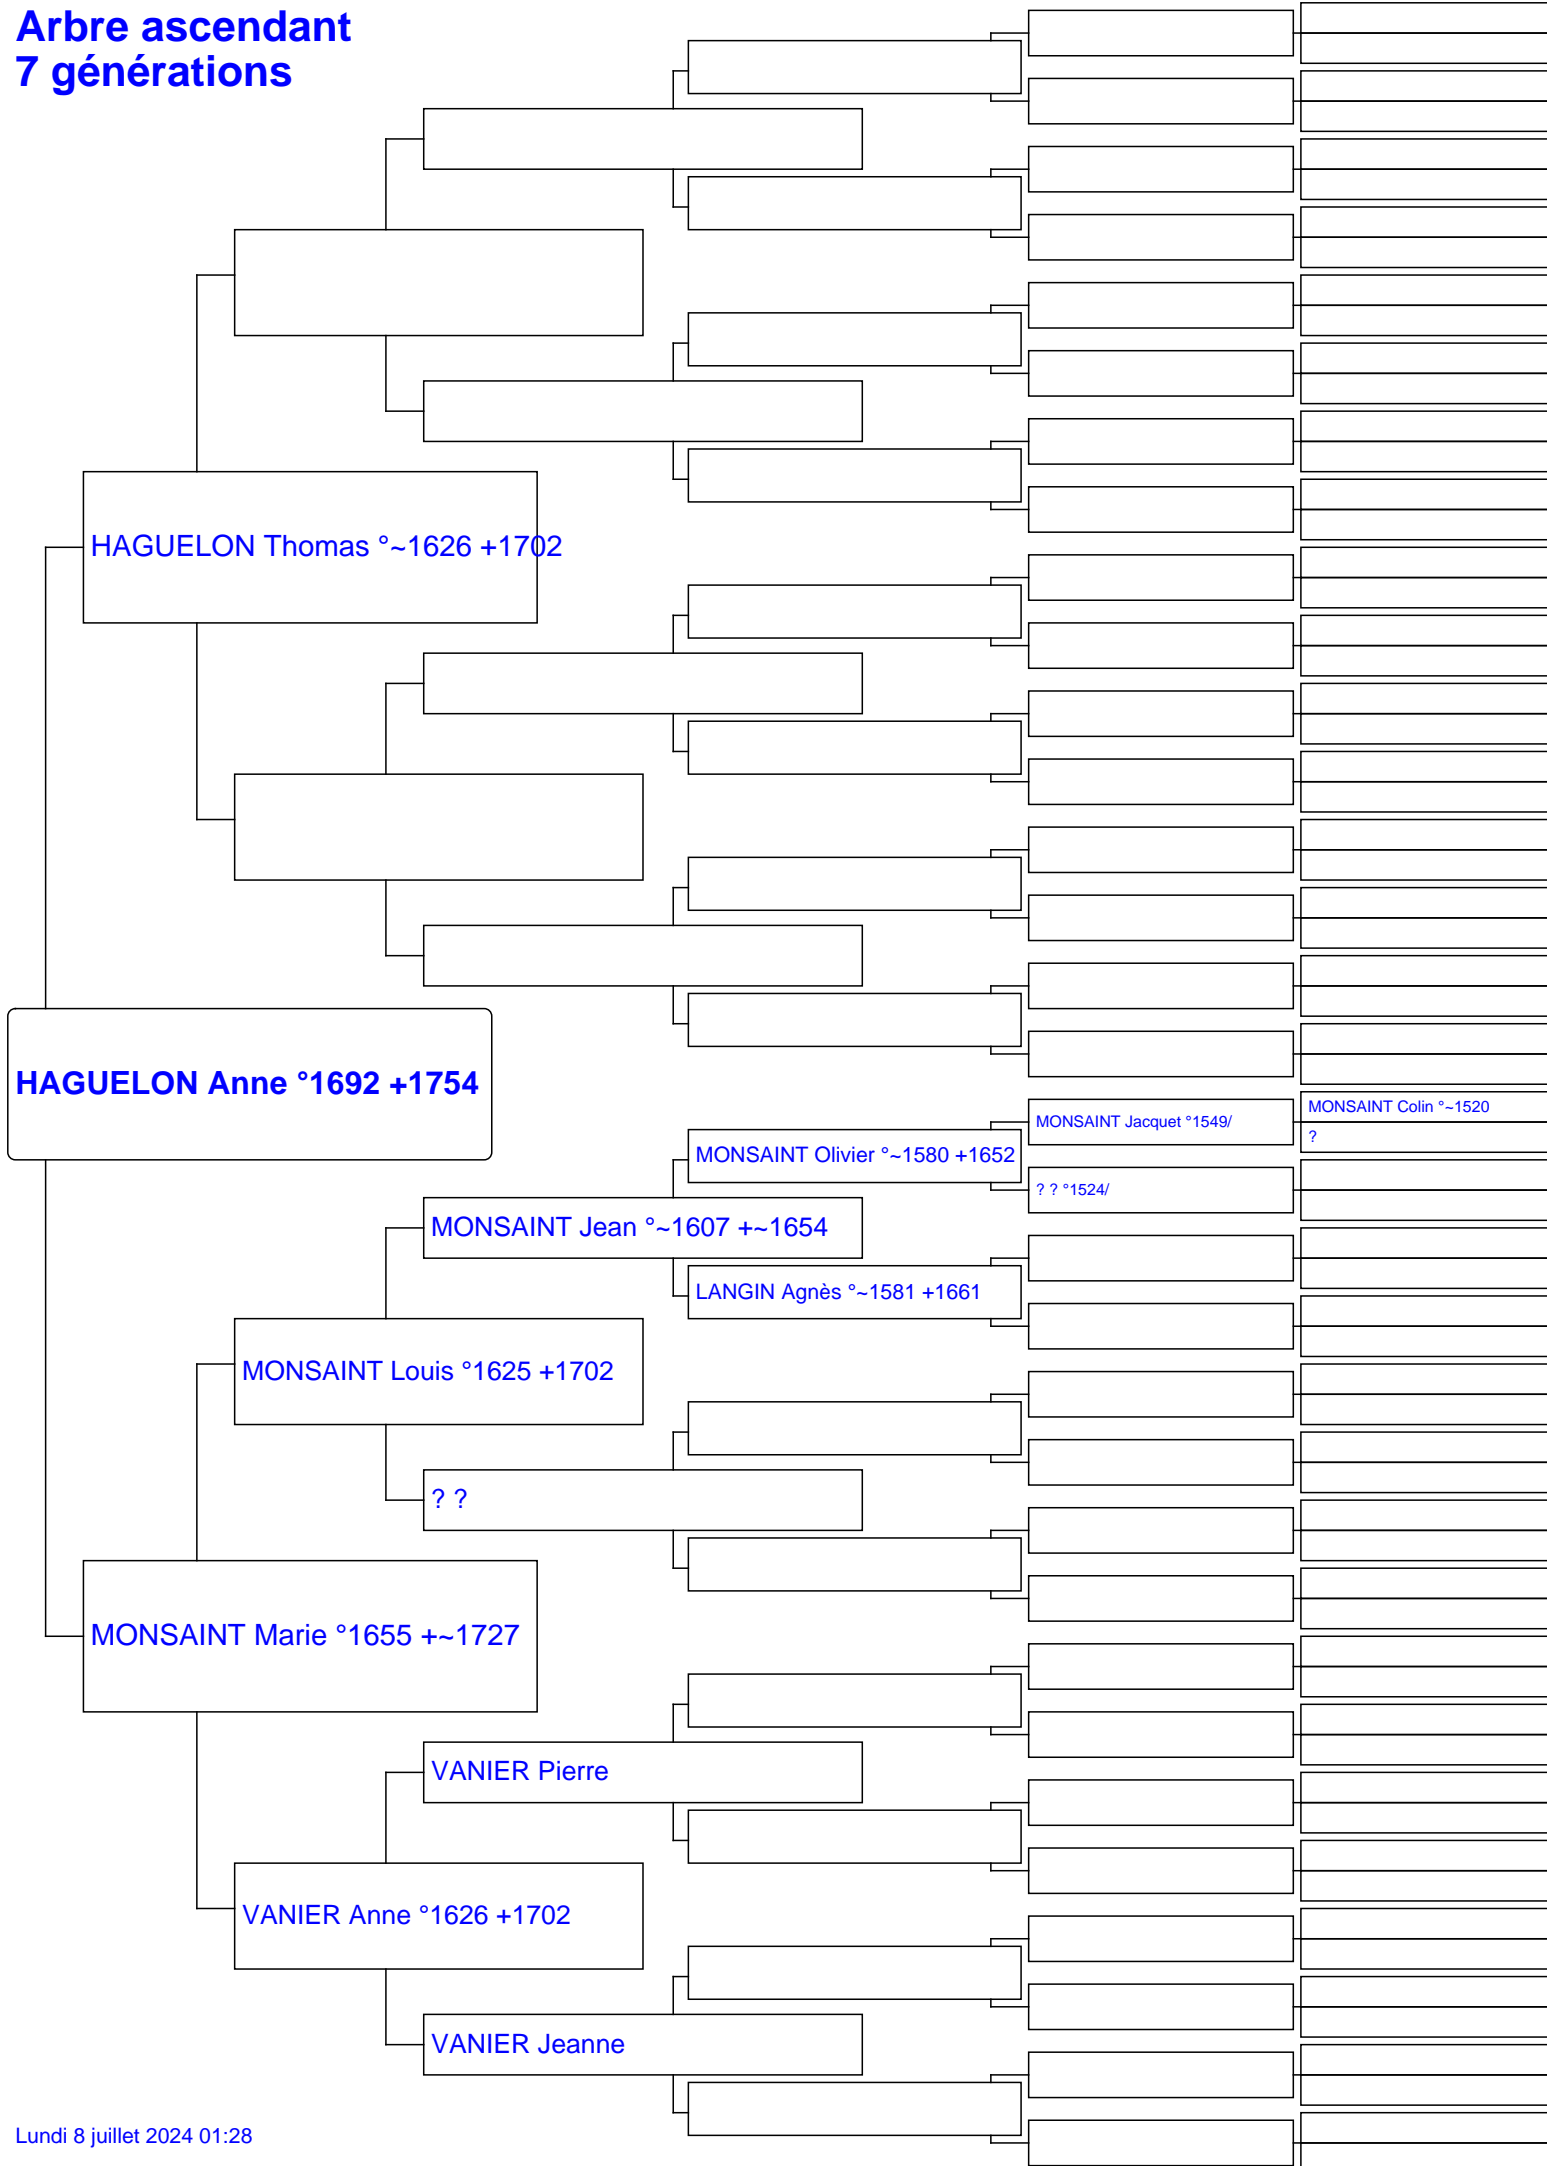 Arbre ascendant
7 générations
HAGUELON Thomas °~1626 +1702
HAGUELON Anne °1692 +1754
MONSAINT Colin °~1520
MONSAINT Jacquet °1549/
?
MONSAINT Olivier °~1580 +1652
? ? °1524/
MONSAINT Jean °~1607 +~1654
LANGIN Agnès °~1581 +1661
MONSAINT Louis °1625 +1702
? ?
MONSAINT Marie °1655 +~1727
VANIER Pierre
VANIER Anne °1626 +1702
VANIER Jeanne
Lundi 8 juillet 2024 01:28